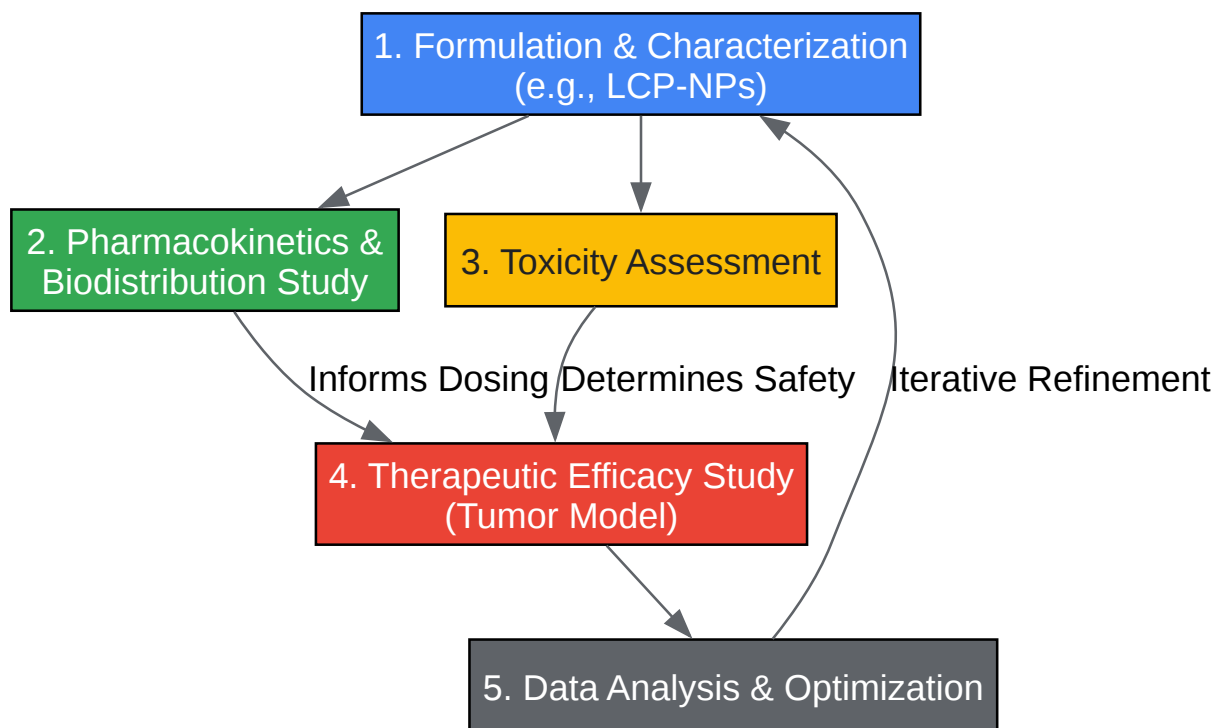 1. Formulation & Characterization
(e.g., LCP-NPs)
2. Pharmacokinetics &
Biodistribution Study
3. Toxicity Assessment
Informs Dosing
Determines Safety
Iterative Refinement
4. Therapeutic Efficacy Study
(Tumor Model)
5. Data Analysis & Optimization